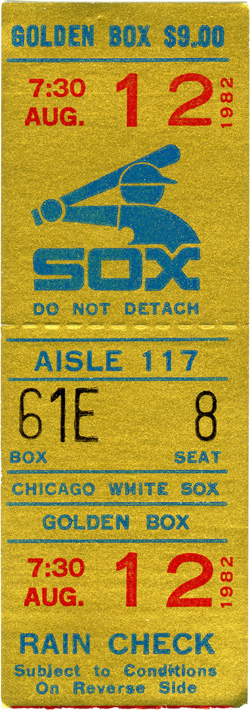 GOLDEN BOX $9.00
7:30 AUG. 12 1982
SOX
DO NOT DETACH
AISLE 117
61E 8
BOX SEAT
CHICAGO WHITE SOX
GOLDEN BOX
7:30 AUG. 12 1982
RAIN CHECK
Subject to Conditions
On Reverse Side